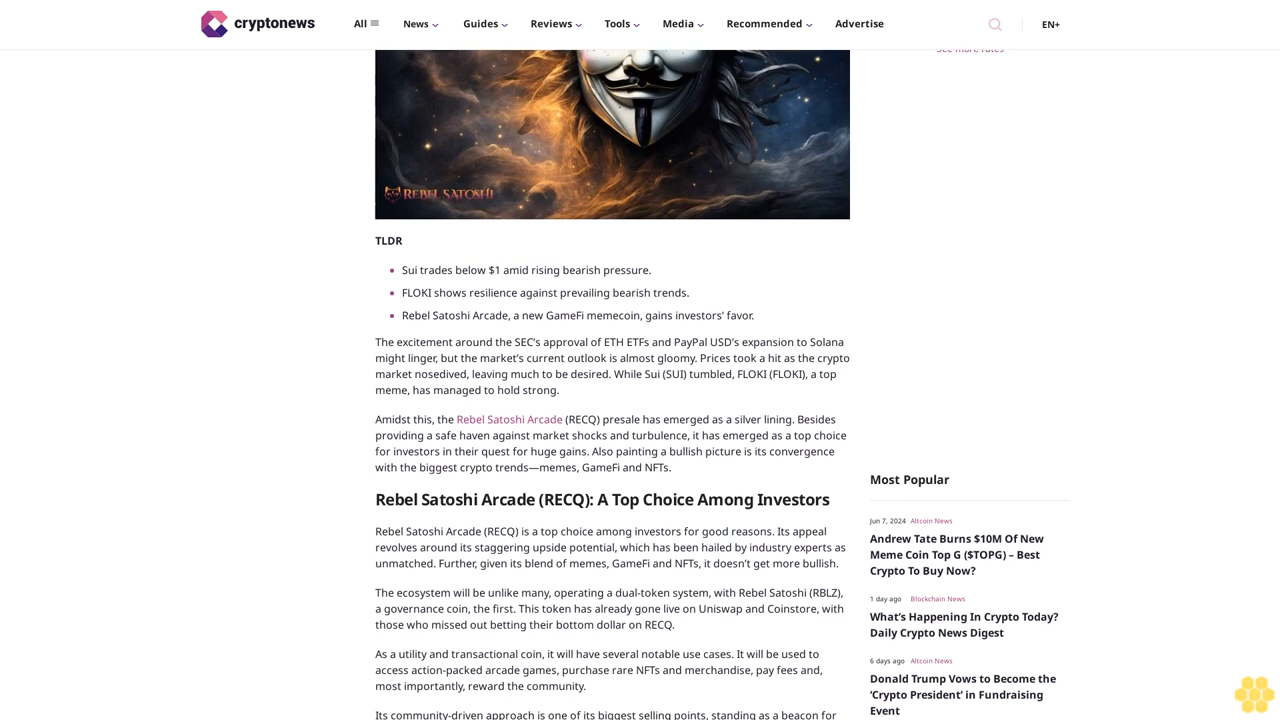 cryptonews
All
News
Guides
Reviews
Tools
Media
Recommended
Advertise
EN+
See more rates
REBEL SATOSHI
TLDR
Sui trades below $1 amid rising bearish pressure.
FLOKI shows resilience against prevailing bearish trends.
Rebel Satoshi Arcade, a new GameFi memecoin, gains investors’ favor.
The excitement around the SEC’s approval of ETH ETFs and PayPal USD’s expansion to Solana
might linger, but the market’s current outlook is almost gloomy. Prices took a hit as the crypto
market nosedived, leaving much to be desired. While Sui (SUI) tumbled, FLOKI (FLOKI), a top
meme, has managed to hold strong.
Amidst this, the Rebel Satoshi Arcade (RECQ) presale has emerged as a silver lining. Besides
providing a safe haven against market shocks and turbulence, it has emerged as a top choice
for investors in their quest for huge gains. Also painting a bullish picture is its convergence
with the biggest crypto trends—memes, GameFi and NFTs.
Rebel Satoshi Arcade (RECQ): A Top Choice Among Investors
Rebel Satoshi Arcade (RECQ) is a top choice among investors for good reasons. Its appeal
revolves around its staggering upside potential, which has been hailed by industry experts as
unmatched. Further, given its blend of memes, GameFi and NFTs, it doesn’t get more bullish.
The ecosystem will be unlike many, operating a dual-token system, with Rebel Satoshi (RBLZ),
a governance coin, the first. This token has already gone live on Uniswap and Coinstore, with
those who missed out betting their bottom dollar on RECQ.
As a utility and transactional coin, it will have several notable use cases. It will be used to
access action-packed arcade games, purchase rare NFTs and merchandise, pay fees and,
most importantly, reward the community.
Its community-driven approach is one of its biggest selling points, standing as a beacon for
Most Popular
Jun 7, 2024 Altcoin News
Andrew Tate Burns $10M Of New
Meme Coin Top G ($TOPG) – Best
Crypto To Buy Now?
1 day ago Blockchain News
What’s Happening In Crypto Today?
Daily Crypto News Digest
6 days ago Altcoin News
Donald Trump Vows to Become the
‘Crypto President’ in Fundraising
Event